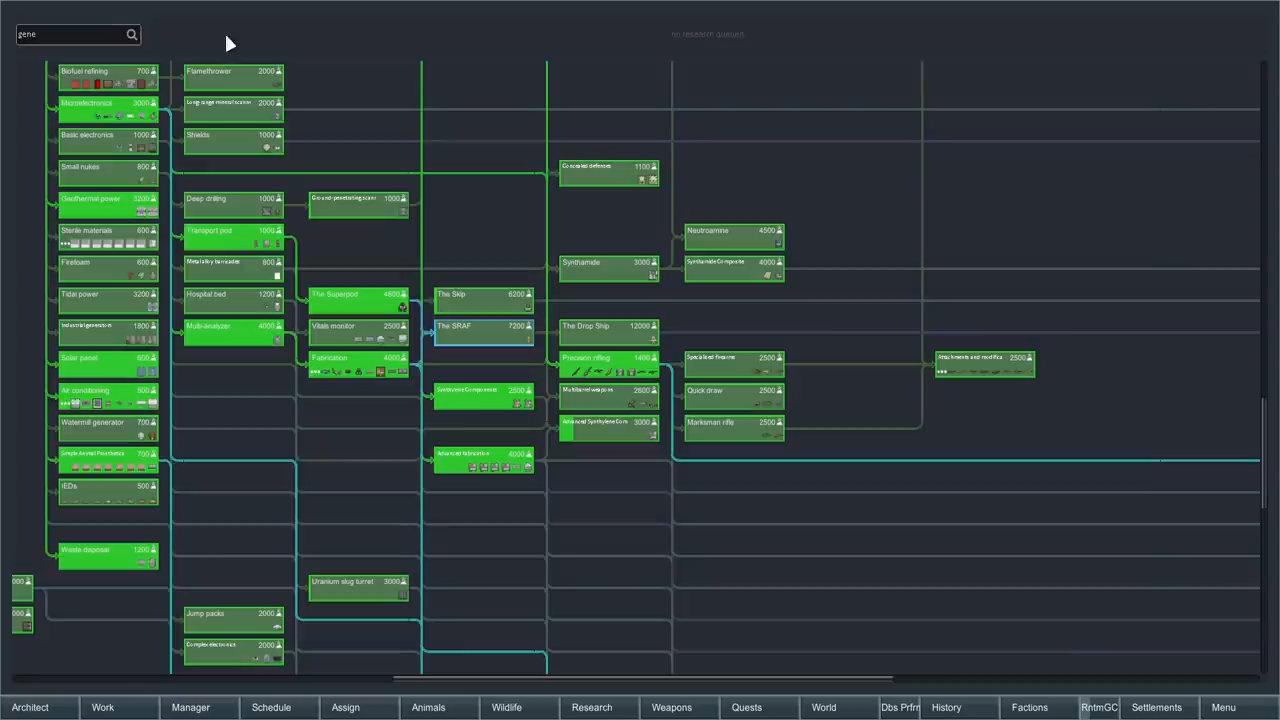 gene
no research queued
Biofuel refining 700
Flamethrower 2000
Microelectronics 3000
Long-range mineral scanner 2000
Basic electronics 1000
Shields 1000
Small nukes 800
Concealed defenses 1100
Geothermal power 3200
Deep drilling 1000
Ground-penetrating scanr 1000
Sterile materials 600
Transport pod 1000
Neutroamine 4500
Firefoam 600
Metal alloy barricades 800
Synthamide 3000
Synthamide Composite 4000
Tidal power 3200
Hospital bed 1200
The Superpod 4800
The Skip 6200
Industrial generators 1800
Multi-analyzer 4000
Vitals monitor 2500
The SRAF 7200
The Drop Ship 12000
Solar panel 600
Fabrication 4000
Precision rifling 1400
Specialized firearms 2500
Attachments and modifica 2500
Air conditioning 500
Synthylene Components 2500
Multibarrel weapons 2600
Quick draw 2500
Watermill generator 700
Advanced Synthylene Com 3000
Marksman rifle 2500
Simple Animal Prosthetics 700
Advanced fabrication 4000
IEDs 500
Waste disposal 1200
000
Uranium slug turret 3000
000
Jump packs 2000
Complex electronics 2000
Architect Work Manager Schedule Assign Animals Wildlife Research Weapons Quests World Dbs Prfrm History Factions RntmGC Settlements Menu